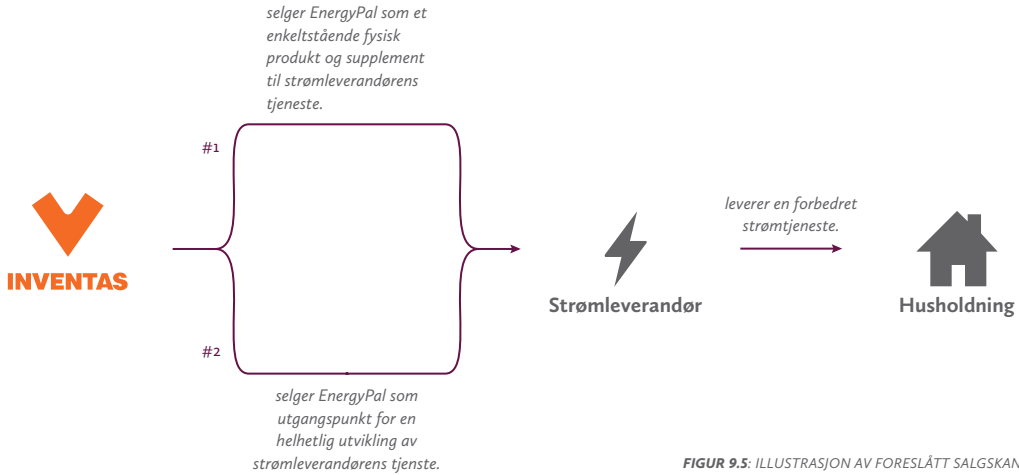 selger EnergyPal som et
enkeltstående fysisk
produkt og supplement
til strømleverandørens
tjeneste.
#1
INVENTAS
leverer en forbedret
strømtjeneste.
Strømleverandør
Husholdning
#2
selger EnergyPal som
utgangspunkt for en
helhetlig utvikling av
strømleverandørens tjenste.
FIGUR 9.5: ILLUSTRASJON AV FORESLÅTT SALGSKAN